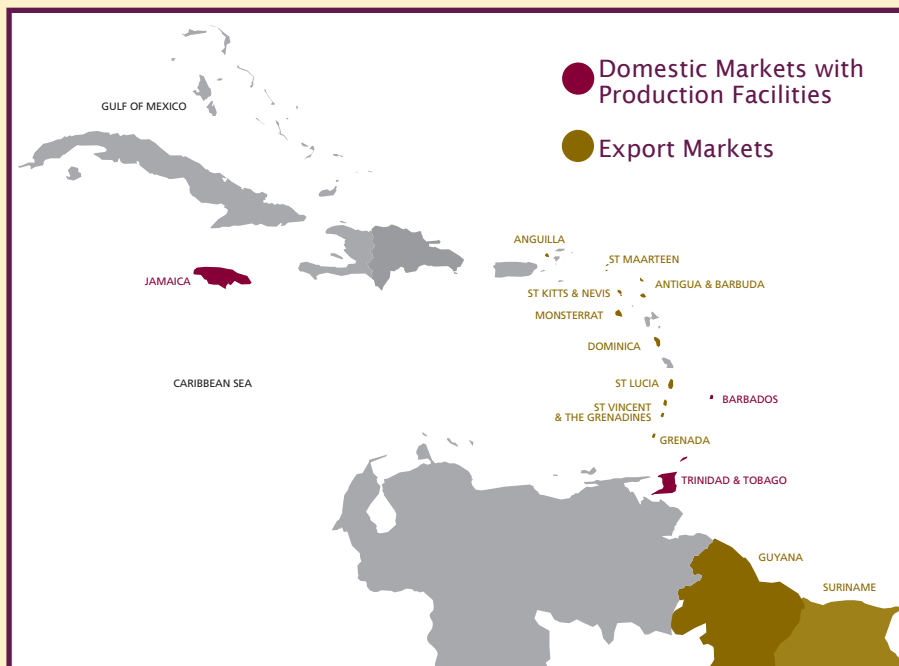 Domestic Markets with
Production Facilities
Export Markets
GULF OF MEXICO
ANGUILLA
ST MAARTEEN
JAMAICA
ANTIGUA & BARBUDA
ST KITTS & NEVIS
MONSTERRAT
DOMINICA
CARIBBEAN SEA
ST LUCIA
BARBADOS
ST VINCENT
& THE GRENADINES
GRENADA
TRINIDAD & TOBAGO
GUYANA
SURINAME